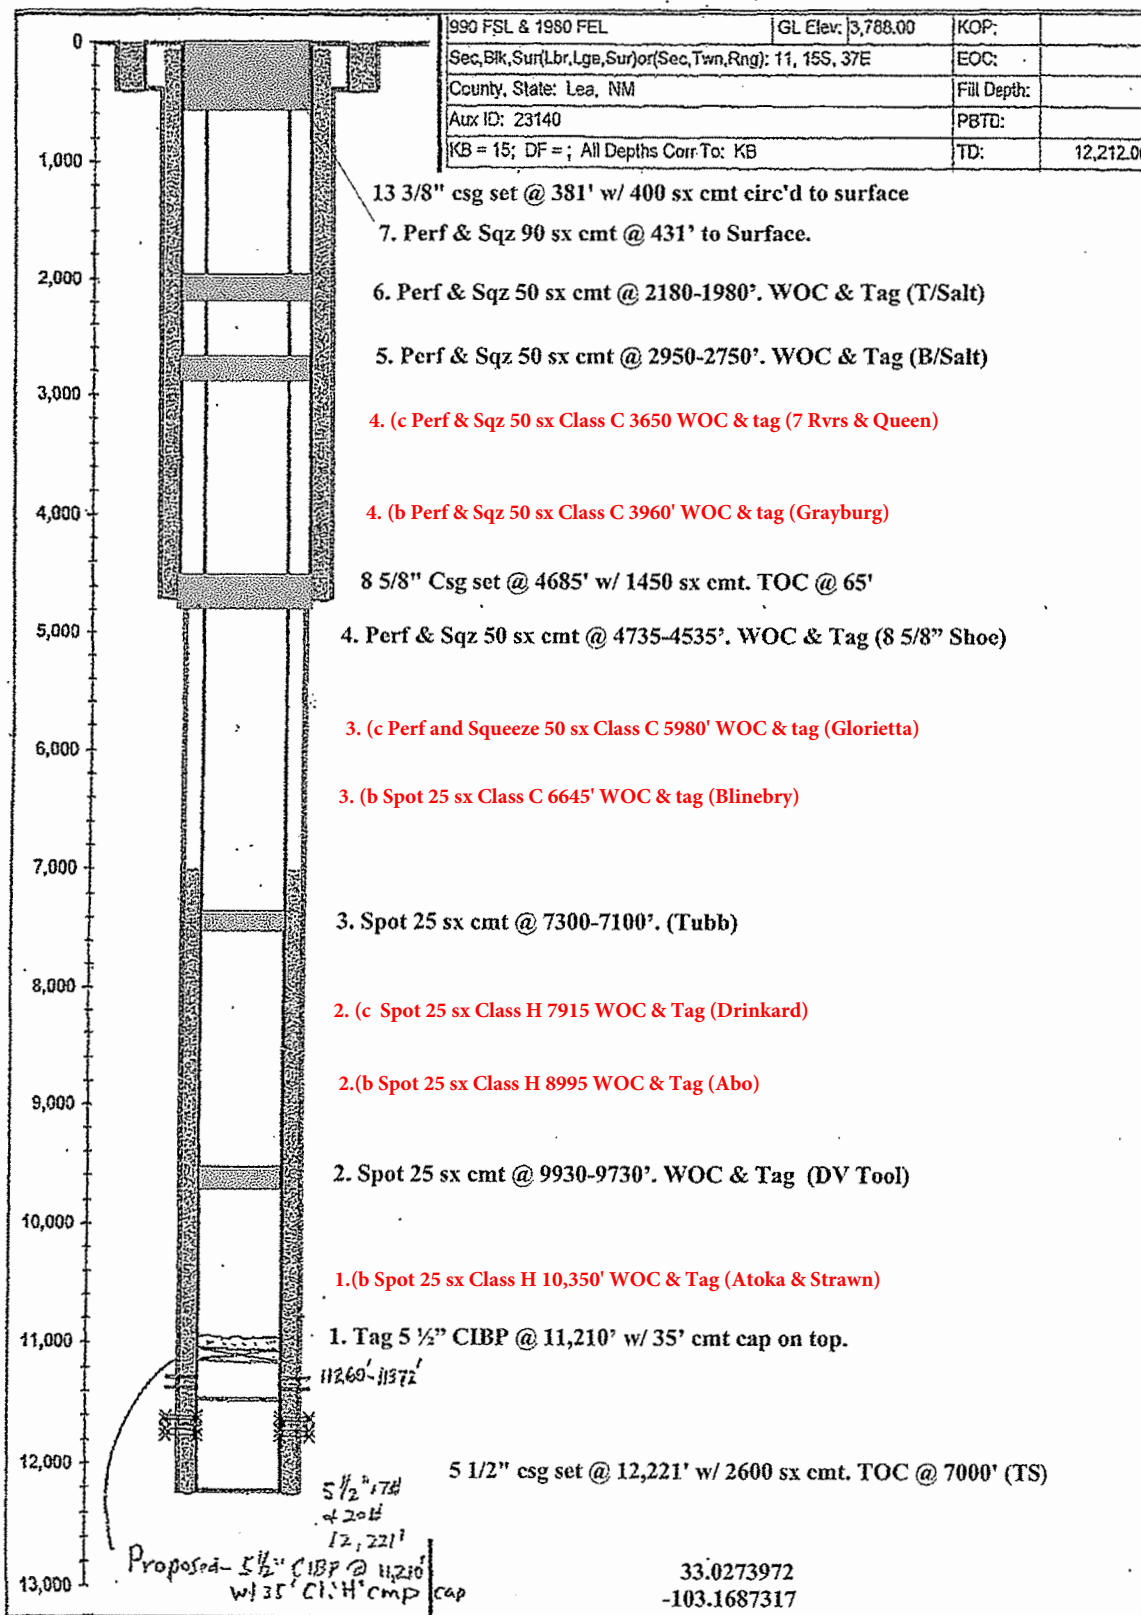 990 FSL & 1980 FEL GL Elev: 3,788.00 KOP:
Sec,Blk,Sur(Lbr,Lge,Sur)or(Sec,Twn,Rng): 11, 15S, 37E EOC:
County, State: Lea, NM Fill Depth:
Aux ID: 23140 PBTD:
KB = 15; DF = ; All Depths Corr To: KB TD: 12,212.00
0
1,000
13 3/8" csg set @ 381' w/ 400 sx cmt circ'd to surface
7. Perf & Sqz 90 sx cmt @ 431' to Surface.
2,000
6. Perf & Sqz 50 sx cmt @ 2180-1980'. WOC & Tag (T/Salt)
5. Perf & Sqz 50 sx cmt @ 2950-2750'. WOC & Tag (B/Salt)
3,000
4. (c Perf & Sqz 50 sx Class C 3650 WOC & tag (7 Rvrs & Queen)
4,000
4. (b Perf & Sqz 50 sx Class C 3960' WOC & tag (Grayburg)
8 5/8" Csg set @ 4685' w/ 1450 sx cmt. TOC @ 65'
5,000
4. Perf & Sqz 50 sx cmt @ 4735-4535'. WOC & Tag (8 5/8" Shoe)
3. (c Perf and Squeeze 50 sx Class C 5980' WOC & tag (Glorietta)
6,000
3. (b Spot 25 sx Class C 6645' WOC & tag (Blinebry)
7,000
3. Spot 25 sx cmt @ 7300-7100'. (Tubb)
8,000
2. (c Spot 25 sx Class H 7915 WOC & Tag (Drinkard)
2.(b Spot 25 sx Class H 8995 WOC & Tag (Abo)
9,000
2. Spot 25 sx cmt @ 9930-9730'. WOC & Tag (DV Tool)
10,000
1.(b Spot 25 sx Class H 10,350' WOC & Tag (Atoka & Strawn)
11,000
1. Tag 5 ½" CIBP @ 11,210' w/ 35' cmt cap on top.
11260'-11372'
12,000
5 1/2" csg set @ 12,221' w/ 2600 sx cmt. TOC @ 7000' (TS)
5 1/2" 17#
& 20#
12,221'
Proposed- 5 1/2" CIBP @ 11,210'
w/ 35' Cl. 'H' cmp cap
13,000
33.0273972
-103.1687317